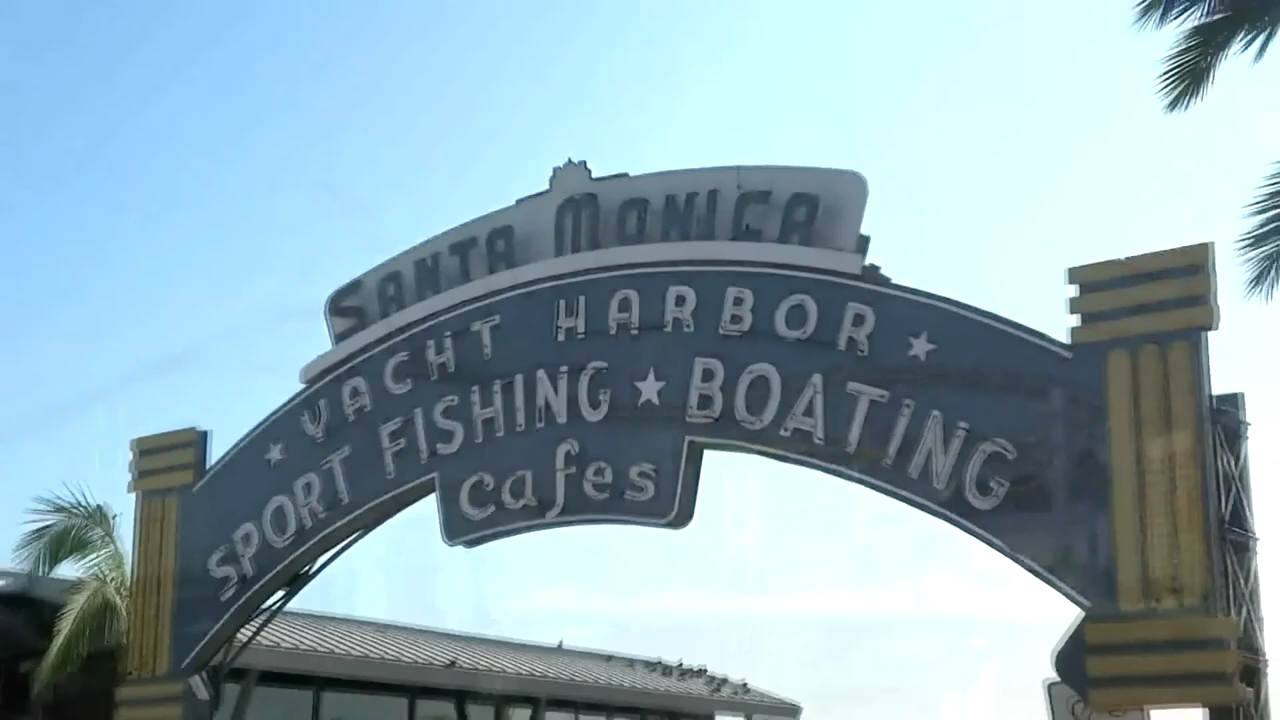 SANTA MONICA
YACHT HARBOR
SPORT FISHING BOATING
cafes